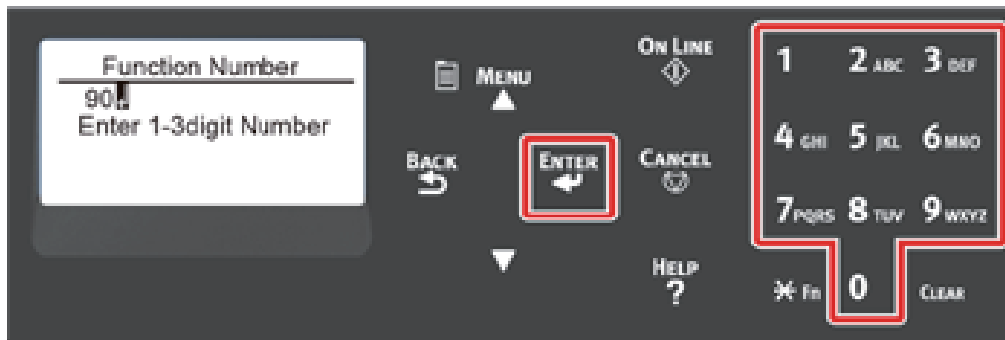 Function Number
90
Enter 1-3digit Number
MENU
BACK
ENTER
ON LINE
CANCEL
HELP
?
1
2 ABC
3 DEF
4 GHI
5 JKL
6 MNO
7 PQRS
8 TUV
9 WXYZ
✱ Fn
0
CLEAR